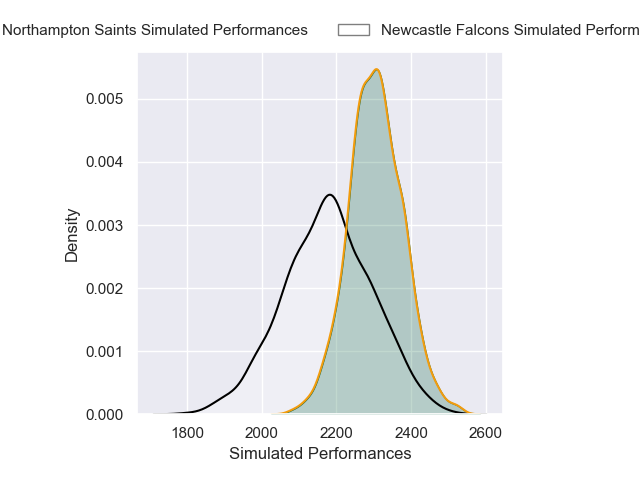 Northampton Saints Simulated Performances Newcastle Falcons Simulated Perform
0.005
0.004
0.003
0.002
0.001
0.000
Density
1800 2000 2200 2400 2600
Simulated Performances